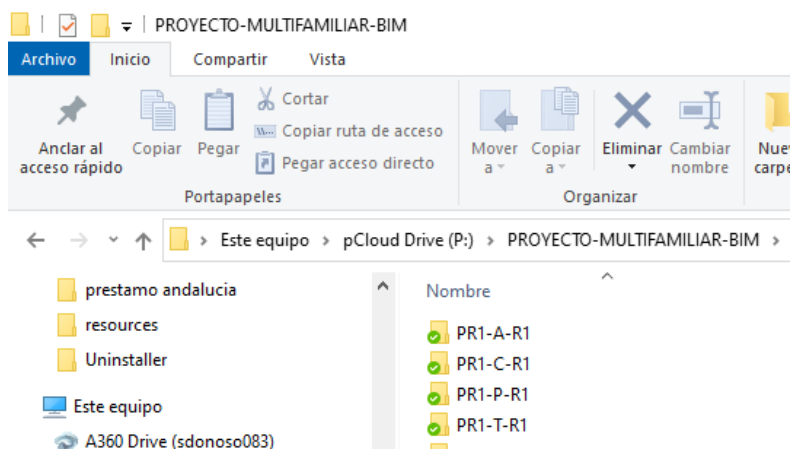 PROYECTO-MULTIFAMILIAR-BIM
Archivo Inicio Compartir Vista
Anclar al acceso rápido
Copiar
Pegar
Cortar
Copiar ruta de acceso
Pegar acceso directo
Portapapeles
Mover a
Copiar a
Eliminar
Cambiar nombre
Organizar
Este equipo > pCloud Drive (P:) > PROYECTO-MULTIFAMILIAR-BIM >
prestamo andalucia
resources
Uninstaller
Este equipo
A360 Drive (sdonoso083)
Nombre
PR1-A-R1
PR1-C-R1
PR1-P-R1
PR1-T-R1